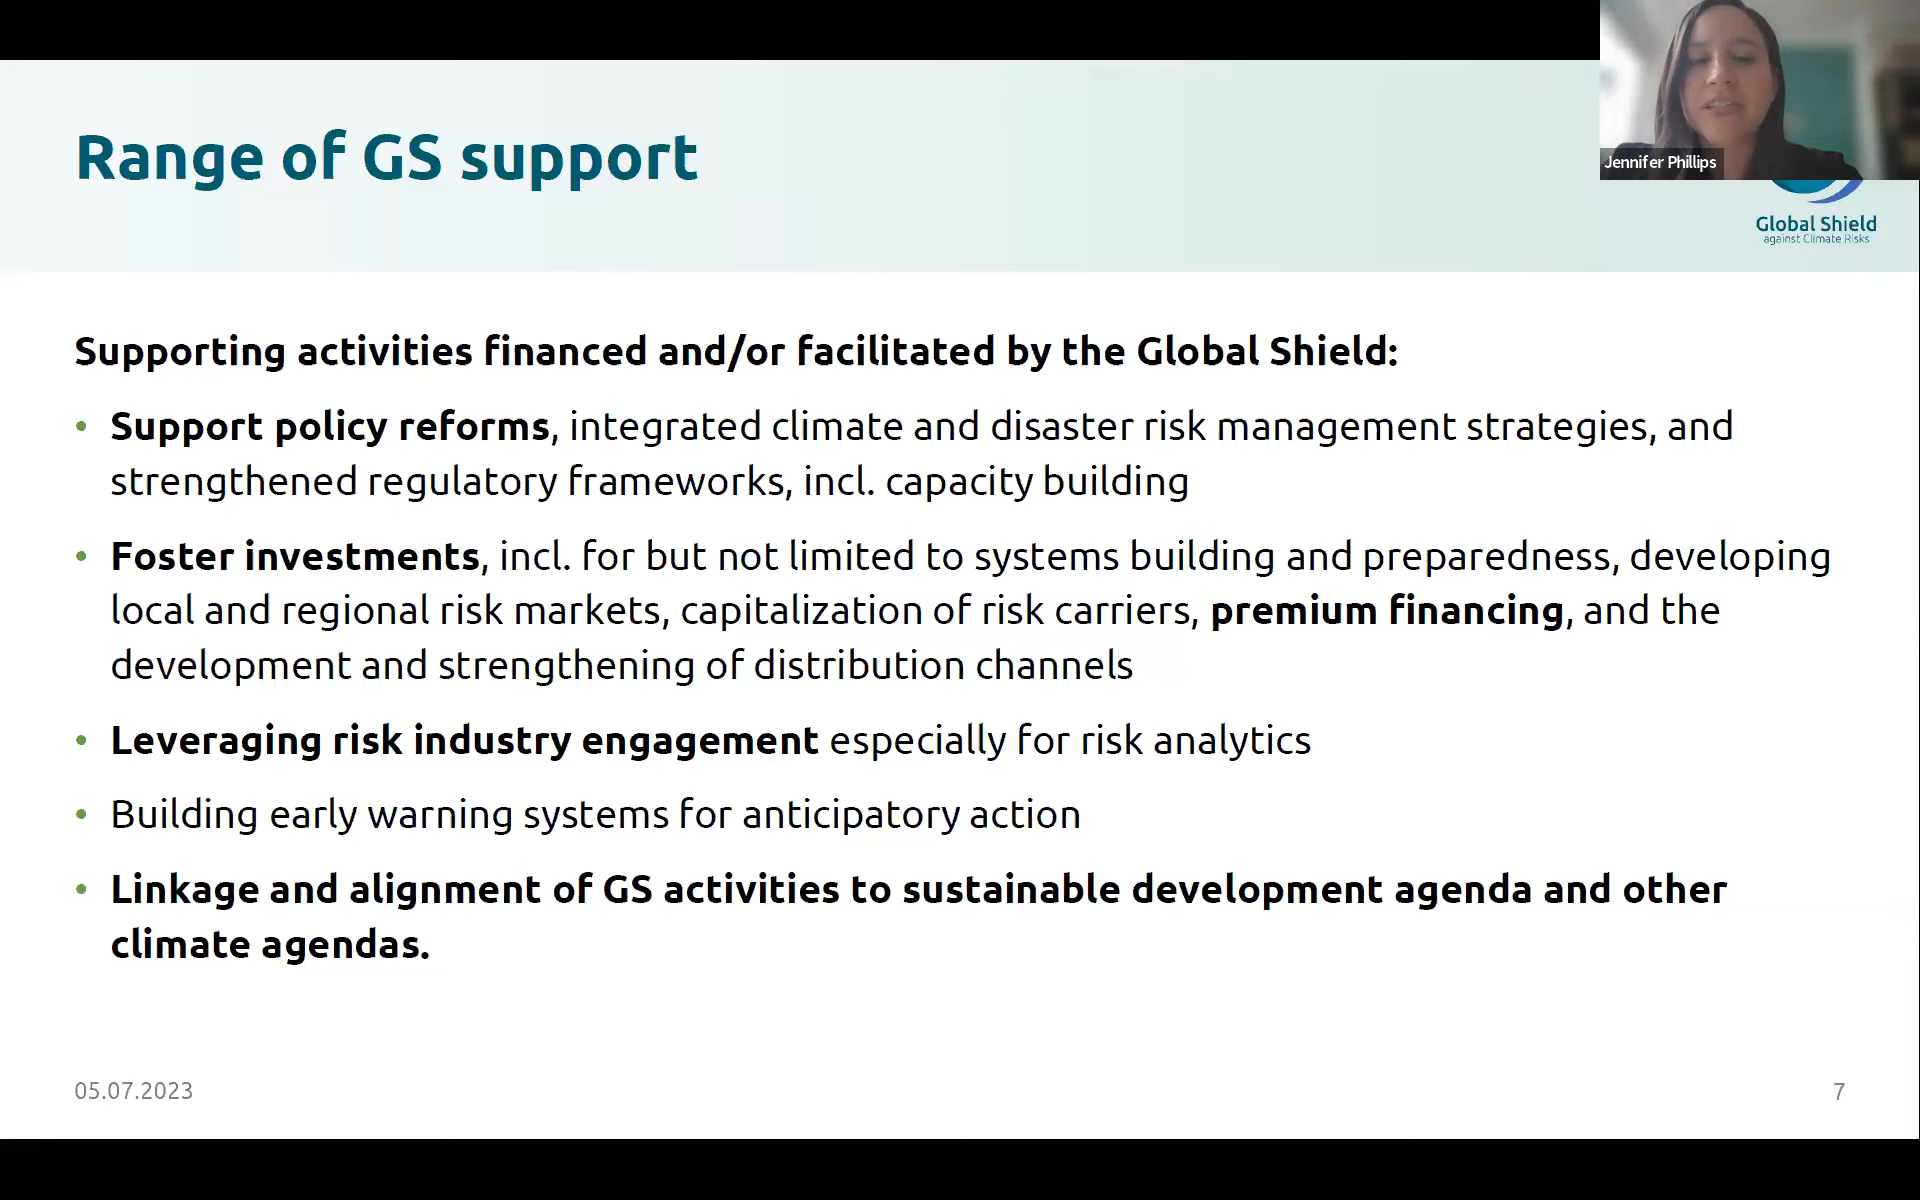 Range of GS support
Jennifer Phillips
Global Shield
against Climate Risks
Supporting activities financed and/or facilitated by the Global Shield:
• Support policy reforms, integrated climate and disaster risk management strategies, and
strengthened regulatory frameworks, incl. capacity building
• Foster investments, incl. for but not limited to systems building and preparedness, developing
local and regional risk markets, capitalization of risk carriers, premium financing, and the
development and strengthening of distribution channels
• Leveraging risk industry engagement especially for risk analytics
• Building early warning systems for anticipatory action
• Linkage and alignment of GS activities to sustainable development agenda and other
climate agendas.
05.07.2023
7